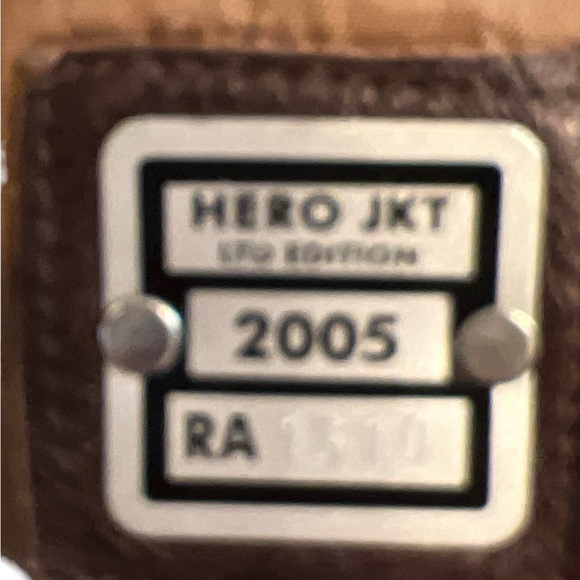 HERO JKT
LTD EDITION
2005
RA